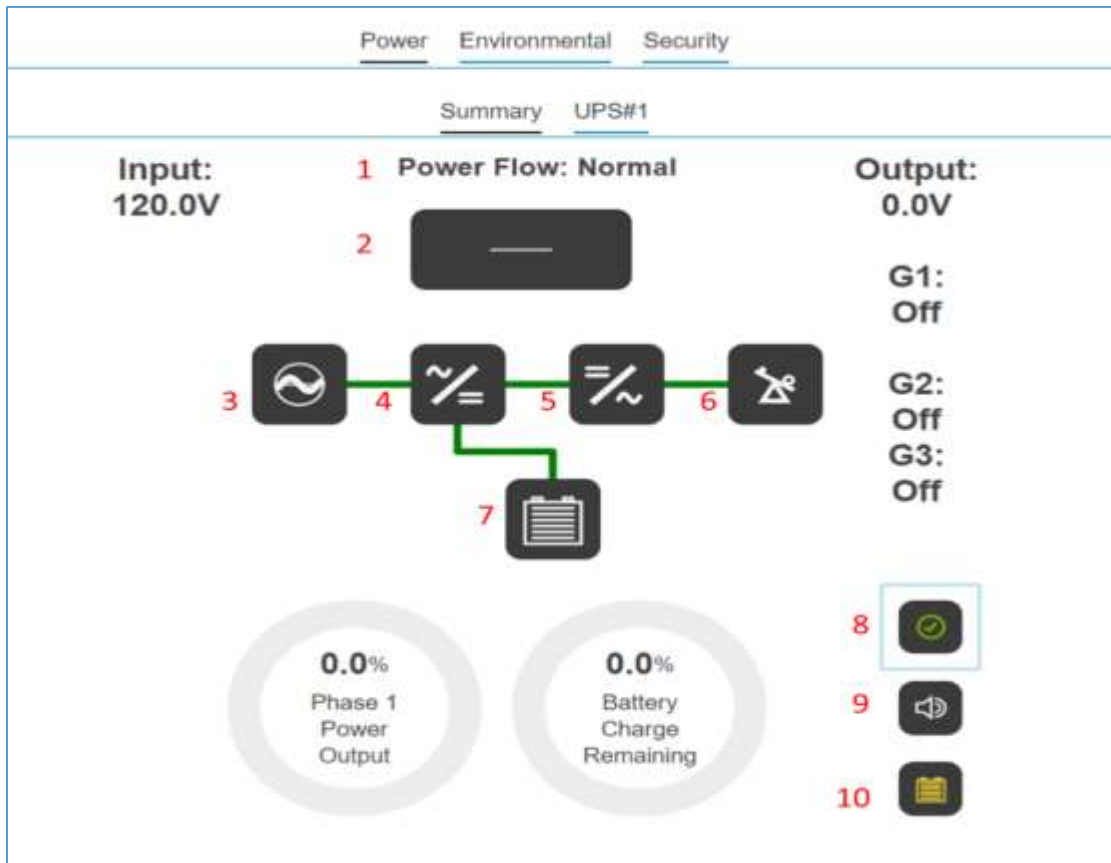 Power Environmental Security
Summary UPS#1
Input:
120.0V
1 Power Flow: Normal
Output:
0.0V
2
G1:
Off
3 4 5 6
G2:
Off
G3:
Off
7
0.0%
Phase 1
Power
Output
0.0%
Battery
Charge
Remaining
8
9
10